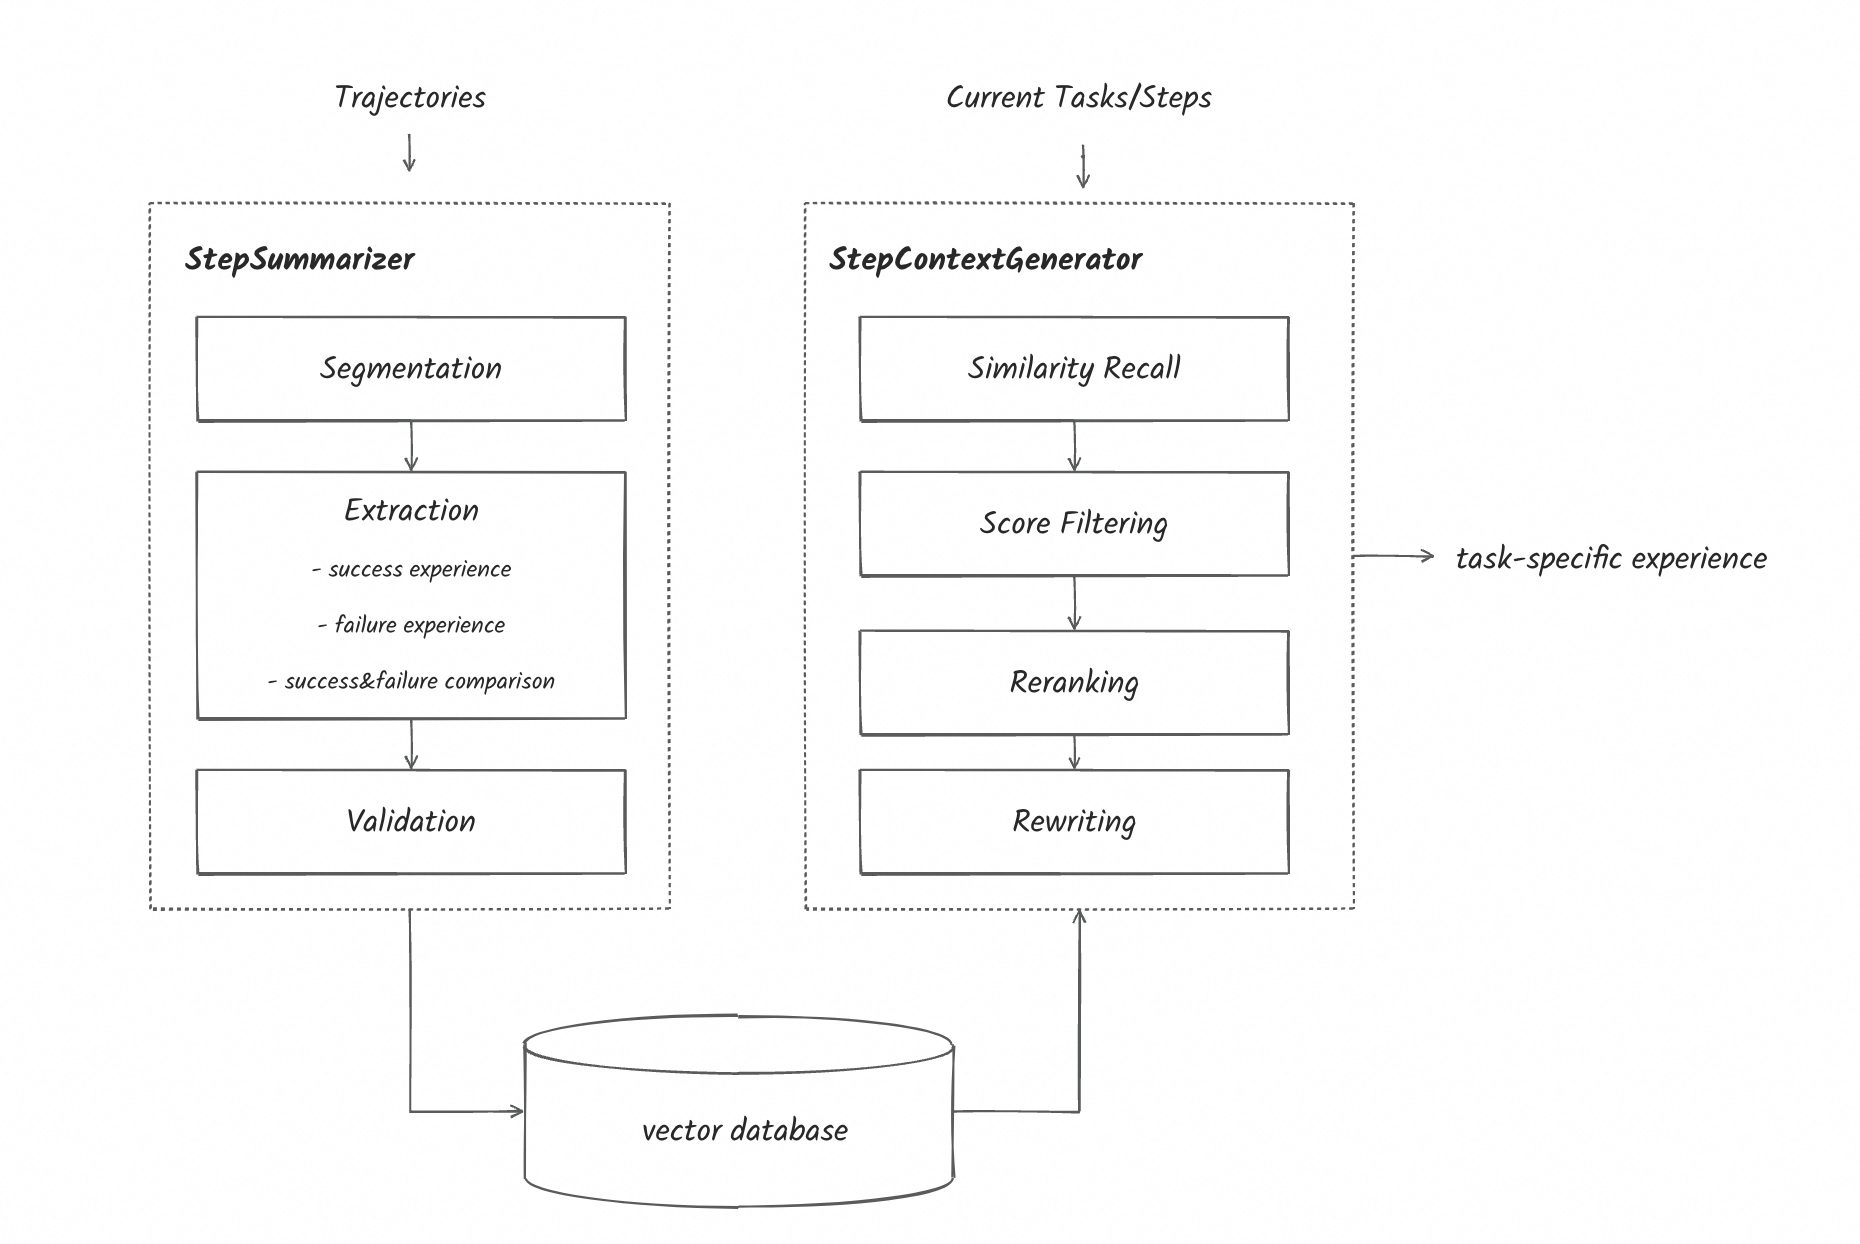 Trajectories
Current Tasks/Steps
StepSummarizer
Segmentation
Extraction
- success experience
- failure experience
- success&failure comparison
Validation
StepContextGenerator
Similarity Recall
Score Filtering
Reranking
Rewriting
task-specific experience
vector database